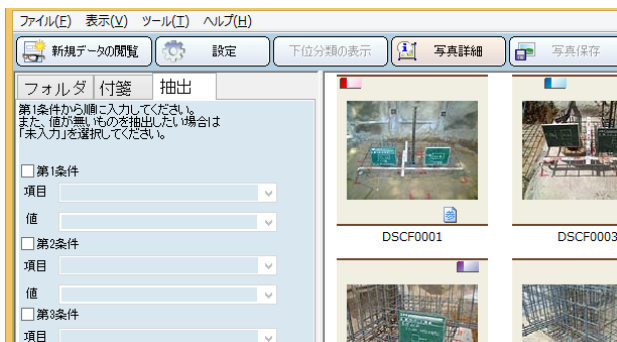 ファイル(F) 表示(V) ツール(T) ヘルプ(H)
新規データの閲覧 設定 下位分類の表示 写真詳細 写真保存
フォルダ 付箋 抽出
第1条件から順に入力してください。
また、値が無いものを抽出したい場合は
「未入力」を選択してください。
第1条件
項目
値
第2条件
項目
値
第3条件
項目
参
DSCF0001
DSCF0003